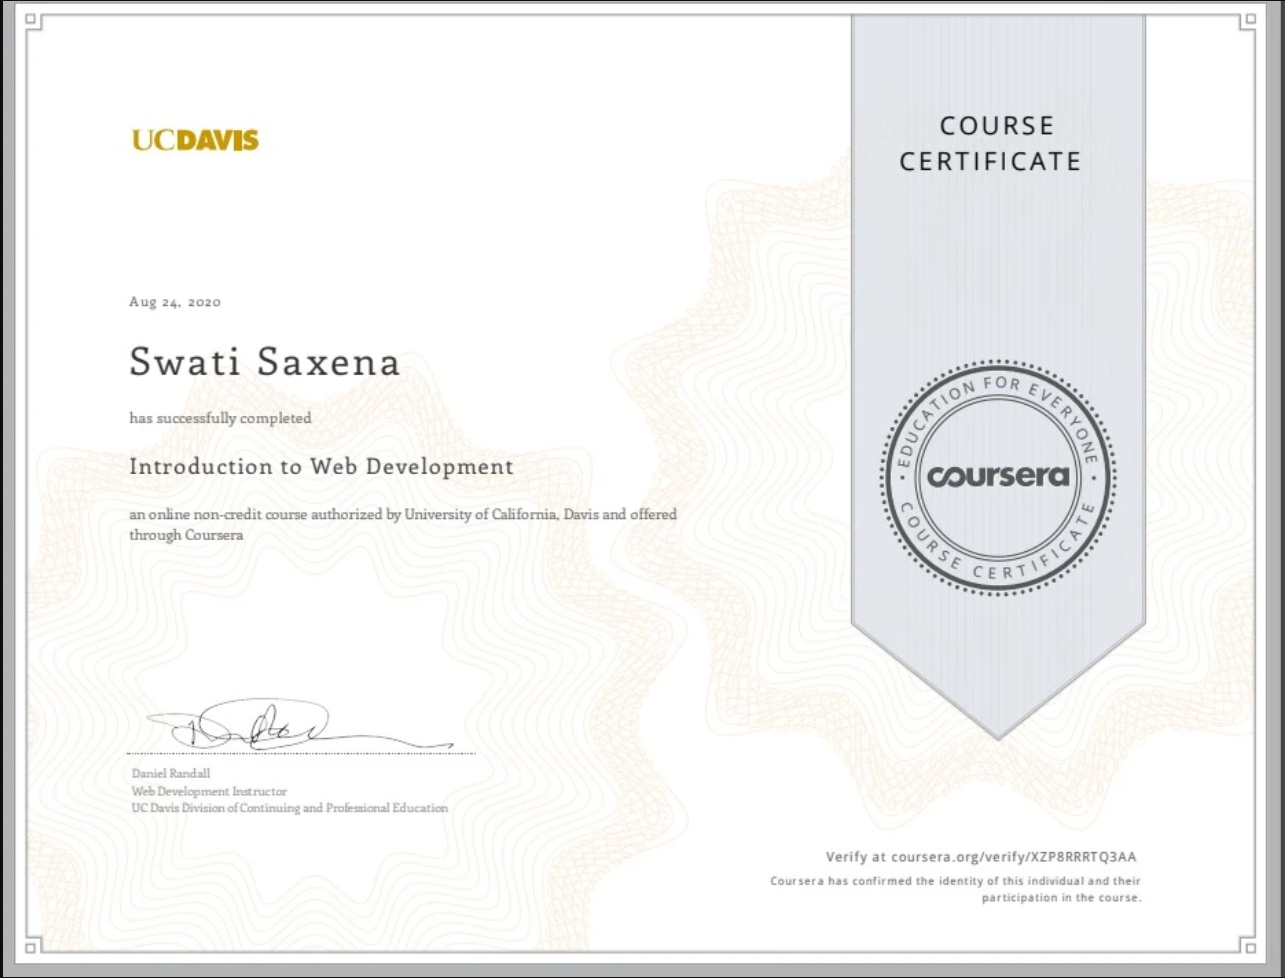 UCDAVIS
COURSE
CERTIFICATE
Aug 24, 2020
Swati Saxena
has successfully completed
Introduction to Web Development
an online non-credit course authorized by University of California, Davis and offered
through Coursera
EDUCATION FOR EVERYONE
coursera
COURSE CERTIFICATE
Daniel Randall
Web Development Instructor
UC Davis Division of Continuing and Professional Education
Verify at coursera.org/verify/XZP8RRRTQ3AA
Coursera has confirmed the identity of this individual and their
participation in the course.